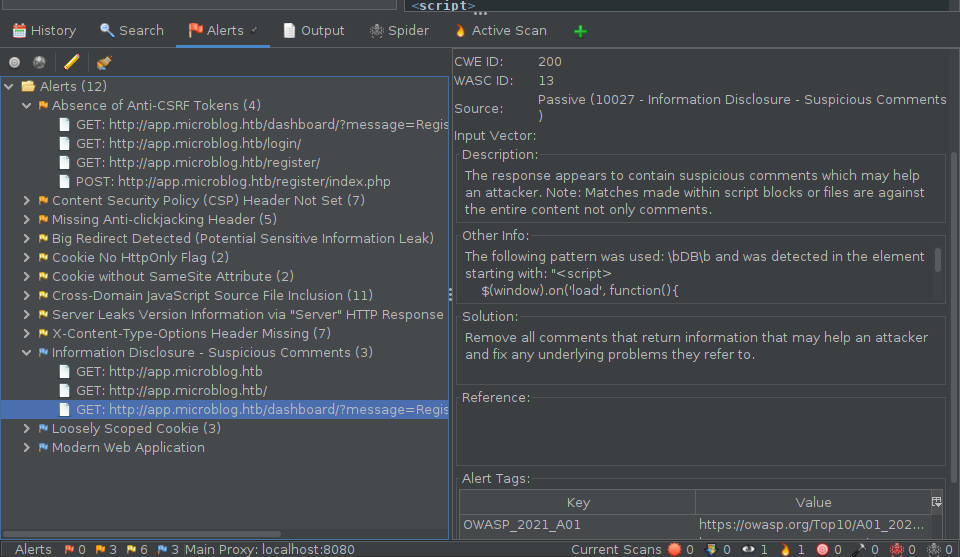 <script>
History
Search
Alerts
Output
Spider
Active Scan
CWE ID: 200
WASC ID: 13
Source: Passive (10027 - Information Disclosure - Suspicious Comments
)
Input Vector:
Description:
The response appears to contain suspicious comments which may help
an attacker. Note: Matches made within script blocks or files are against
the entire content not only comments.
Other Info:
The following pattern was used: \bDB\b and was detected in the element
starting with: "<script>
$(window).on('load', function(){
Solution:
Remove all comments that return information that may help an attacker
and fix any underlying problems they refer to.
Reference:
Alert Tags:
Key Value
OWASP_2021_A01 https://owasp.org/Top10/A01_202...
Alerts (12)
Absence of Anti-CSRF Tokens (4)
GET: http://app.microblog.htb/dashboard/?message=Regis
GET: http://app.microblog.htb/login/
GET: http://app.microblog.htb/register/
POST: http://app.microblog.htb/register/index.php
Content Security Policy (CSP) Header Not Set (7)
Missing Anti-clickjacking Header (5)
Big Redirect Detected (Potential Sensitive Information Leak)
Cookie No HttpOnly Flag (2)
Cookie without SameSite Attribute (2)
Cross-Domain JavaScript Source File Inclusion (11)
Server Leaks Version Information via "Server" HTTP Response
X-Content-Type-Options Header Missing (7)
Information Disclosure - Suspicious Comments (3)
GET: http://app.microblog.htb
GET: http://app.microblog.htb/
GET: http://app.microblog.htb/dashboard/?message=Regis
Loosely Scoped Cookie (3)
Modern Web Application
Alerts 0 3 6 3 Main Proxy: localhost:8080
Current Scans 0 0 1 1 0 0 0 0